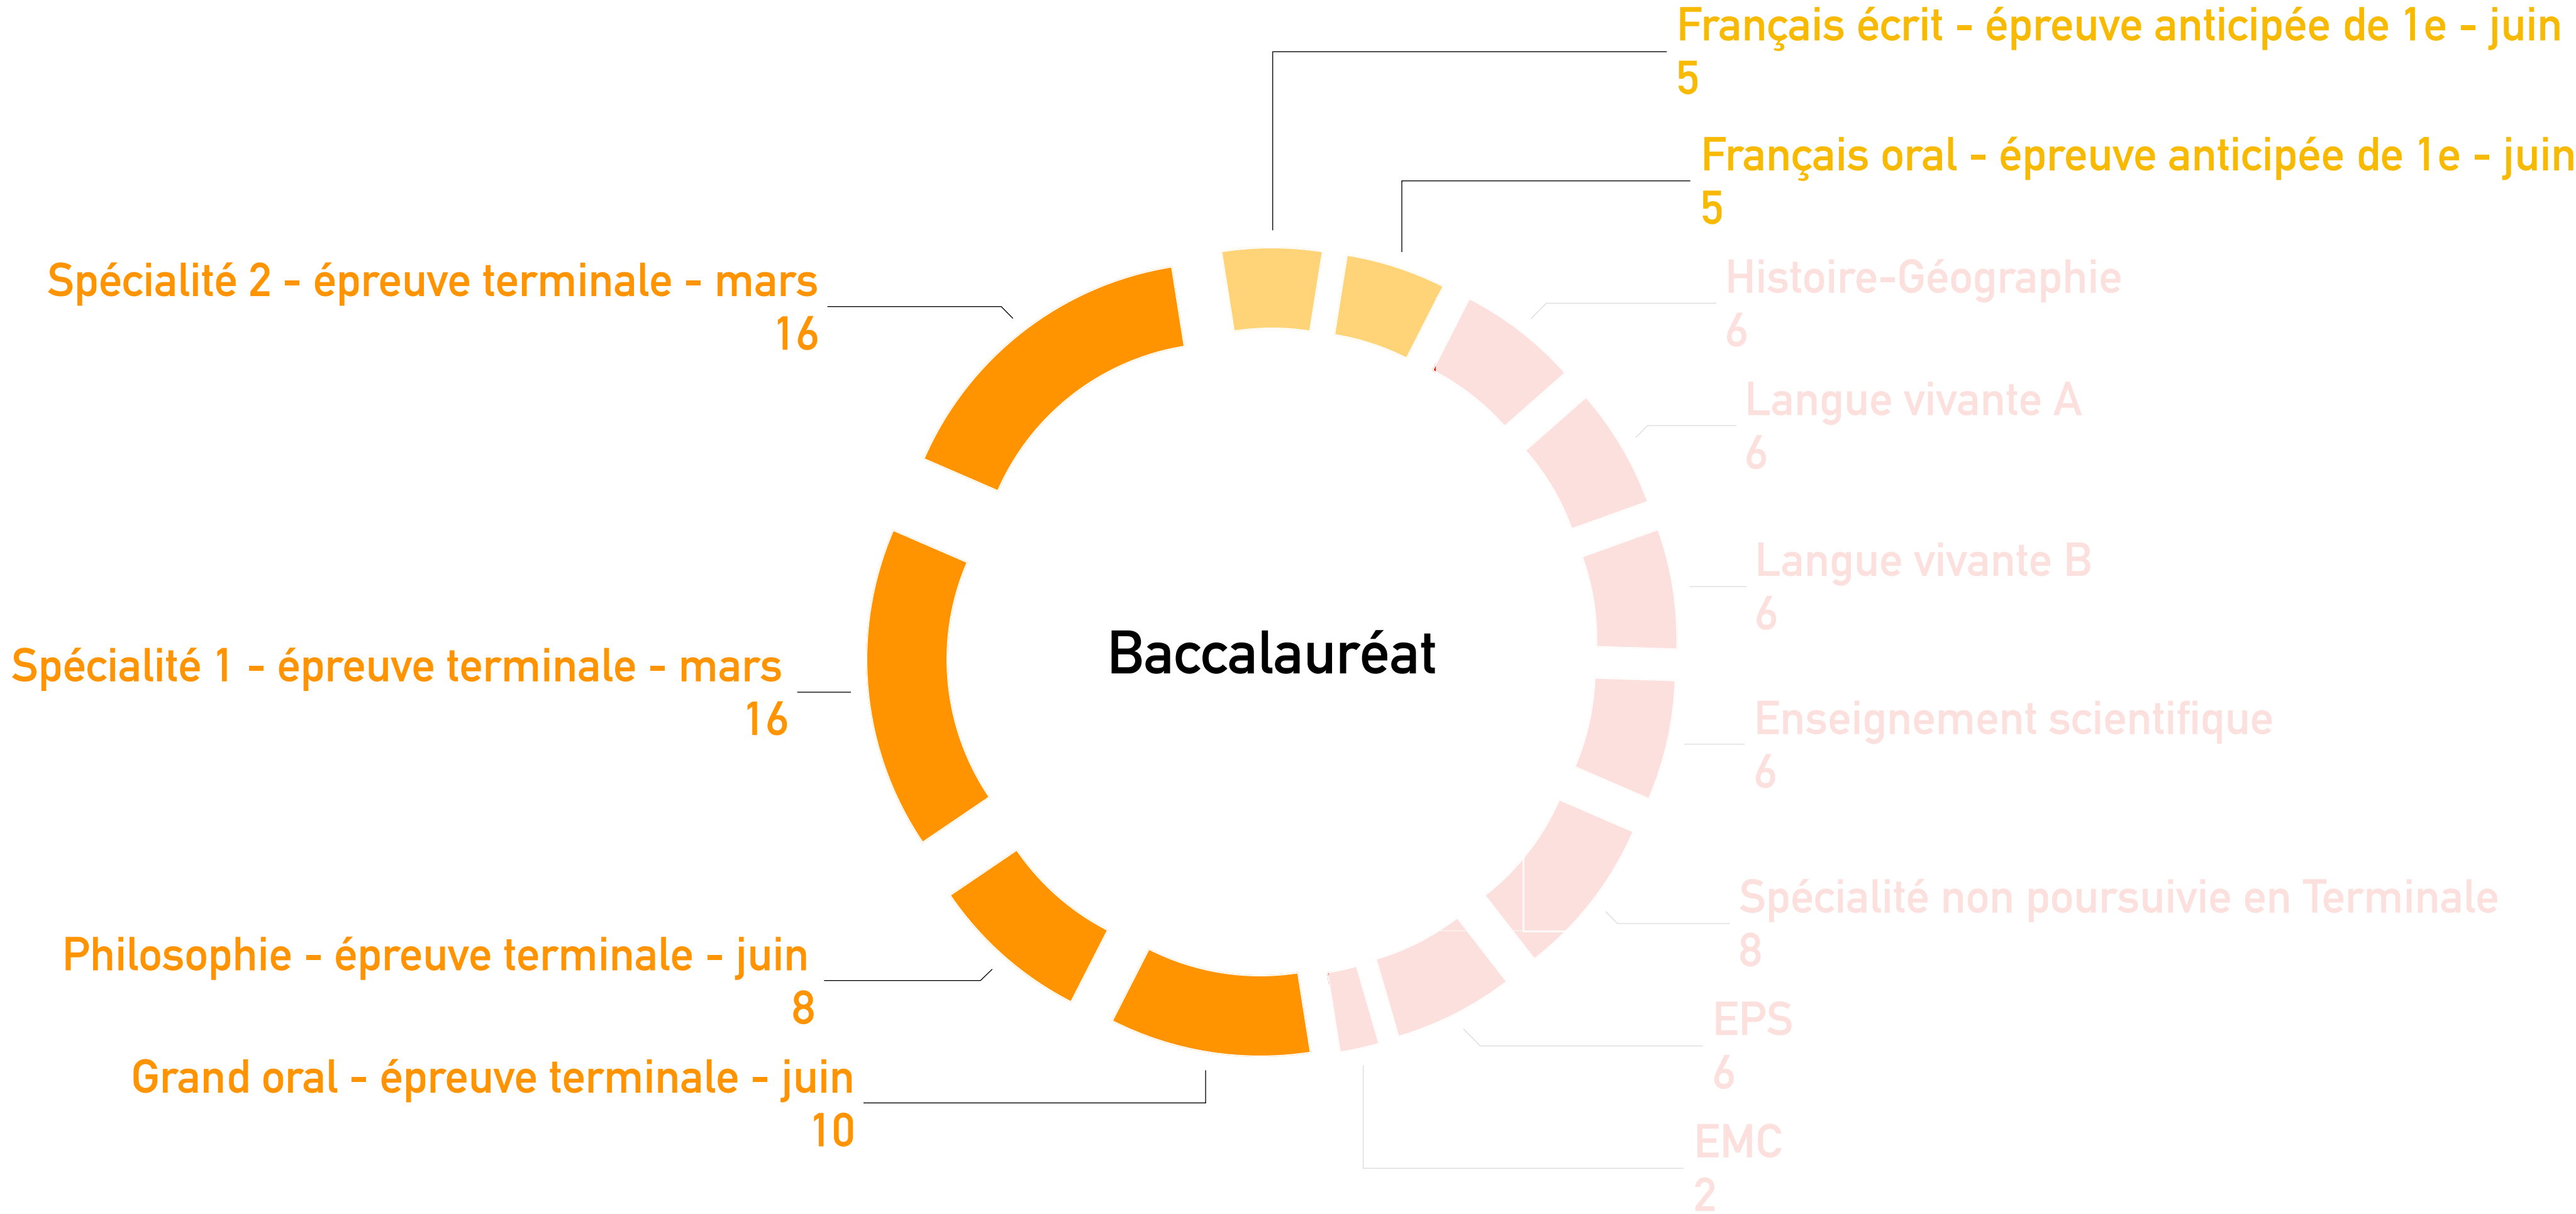 Français écrit - épreuve anticipée de 1e - juin
5
Français oral - épreuve anticipée de 1e - juin
5
Histoire-Géographie
6
Langue vivante A
6
Langue vivante B
6
Enseignement scientifique
6
Spécialité non poursuivie en Terminale
8
EPS
6
EMC
2
Grand oral - épreuve terminale - juin
10
Philosophie - épreuve terminale - juin
8
Spécialité 1 - épreuve terminale - mars
16
Spécialité 2 - épreuve terminale - mars
16
Baccalauréat